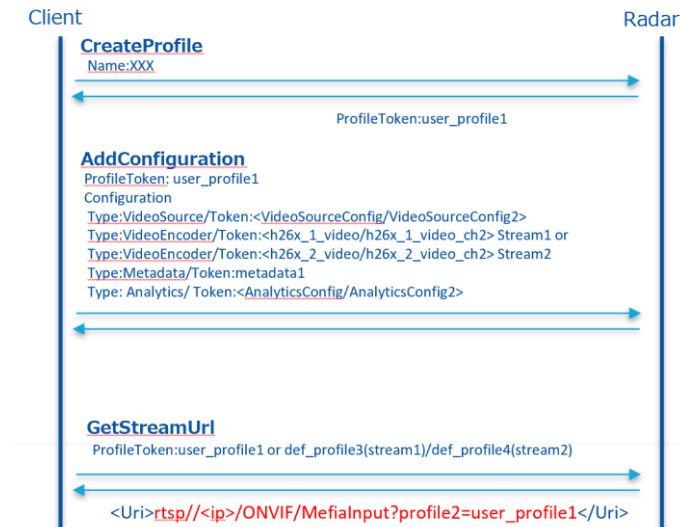 Client
Radar
CreateProfile
Name:XXX
ProfileToken:user_profile1
AddConfiguration
ProfileToken: user_profile1
Configuration
Type:VideoSource/Token:<VideoSourceConfig/VideoSourceConfig2>
Type:VideoEncoder/Token:<h26x_1_video/h26x_1_video_ch2> Stream1 or
Type:VideoEncoder/Token:<h26x_2_video/h26x_2_video_ch2> Stream2
Type:Metadata/Token:metadata1
Type: Analytics/ Token:<AnalyticsConfig/AnalyticsConfig2>
GetStreamUrl
ProfileToken:user_profile1 or def_profile3(stream1)/def_profile4(stream2)
<Uri>rtsp//<ip>/ONVIF/MefiaInput?profile2=user_profile1</Uri>